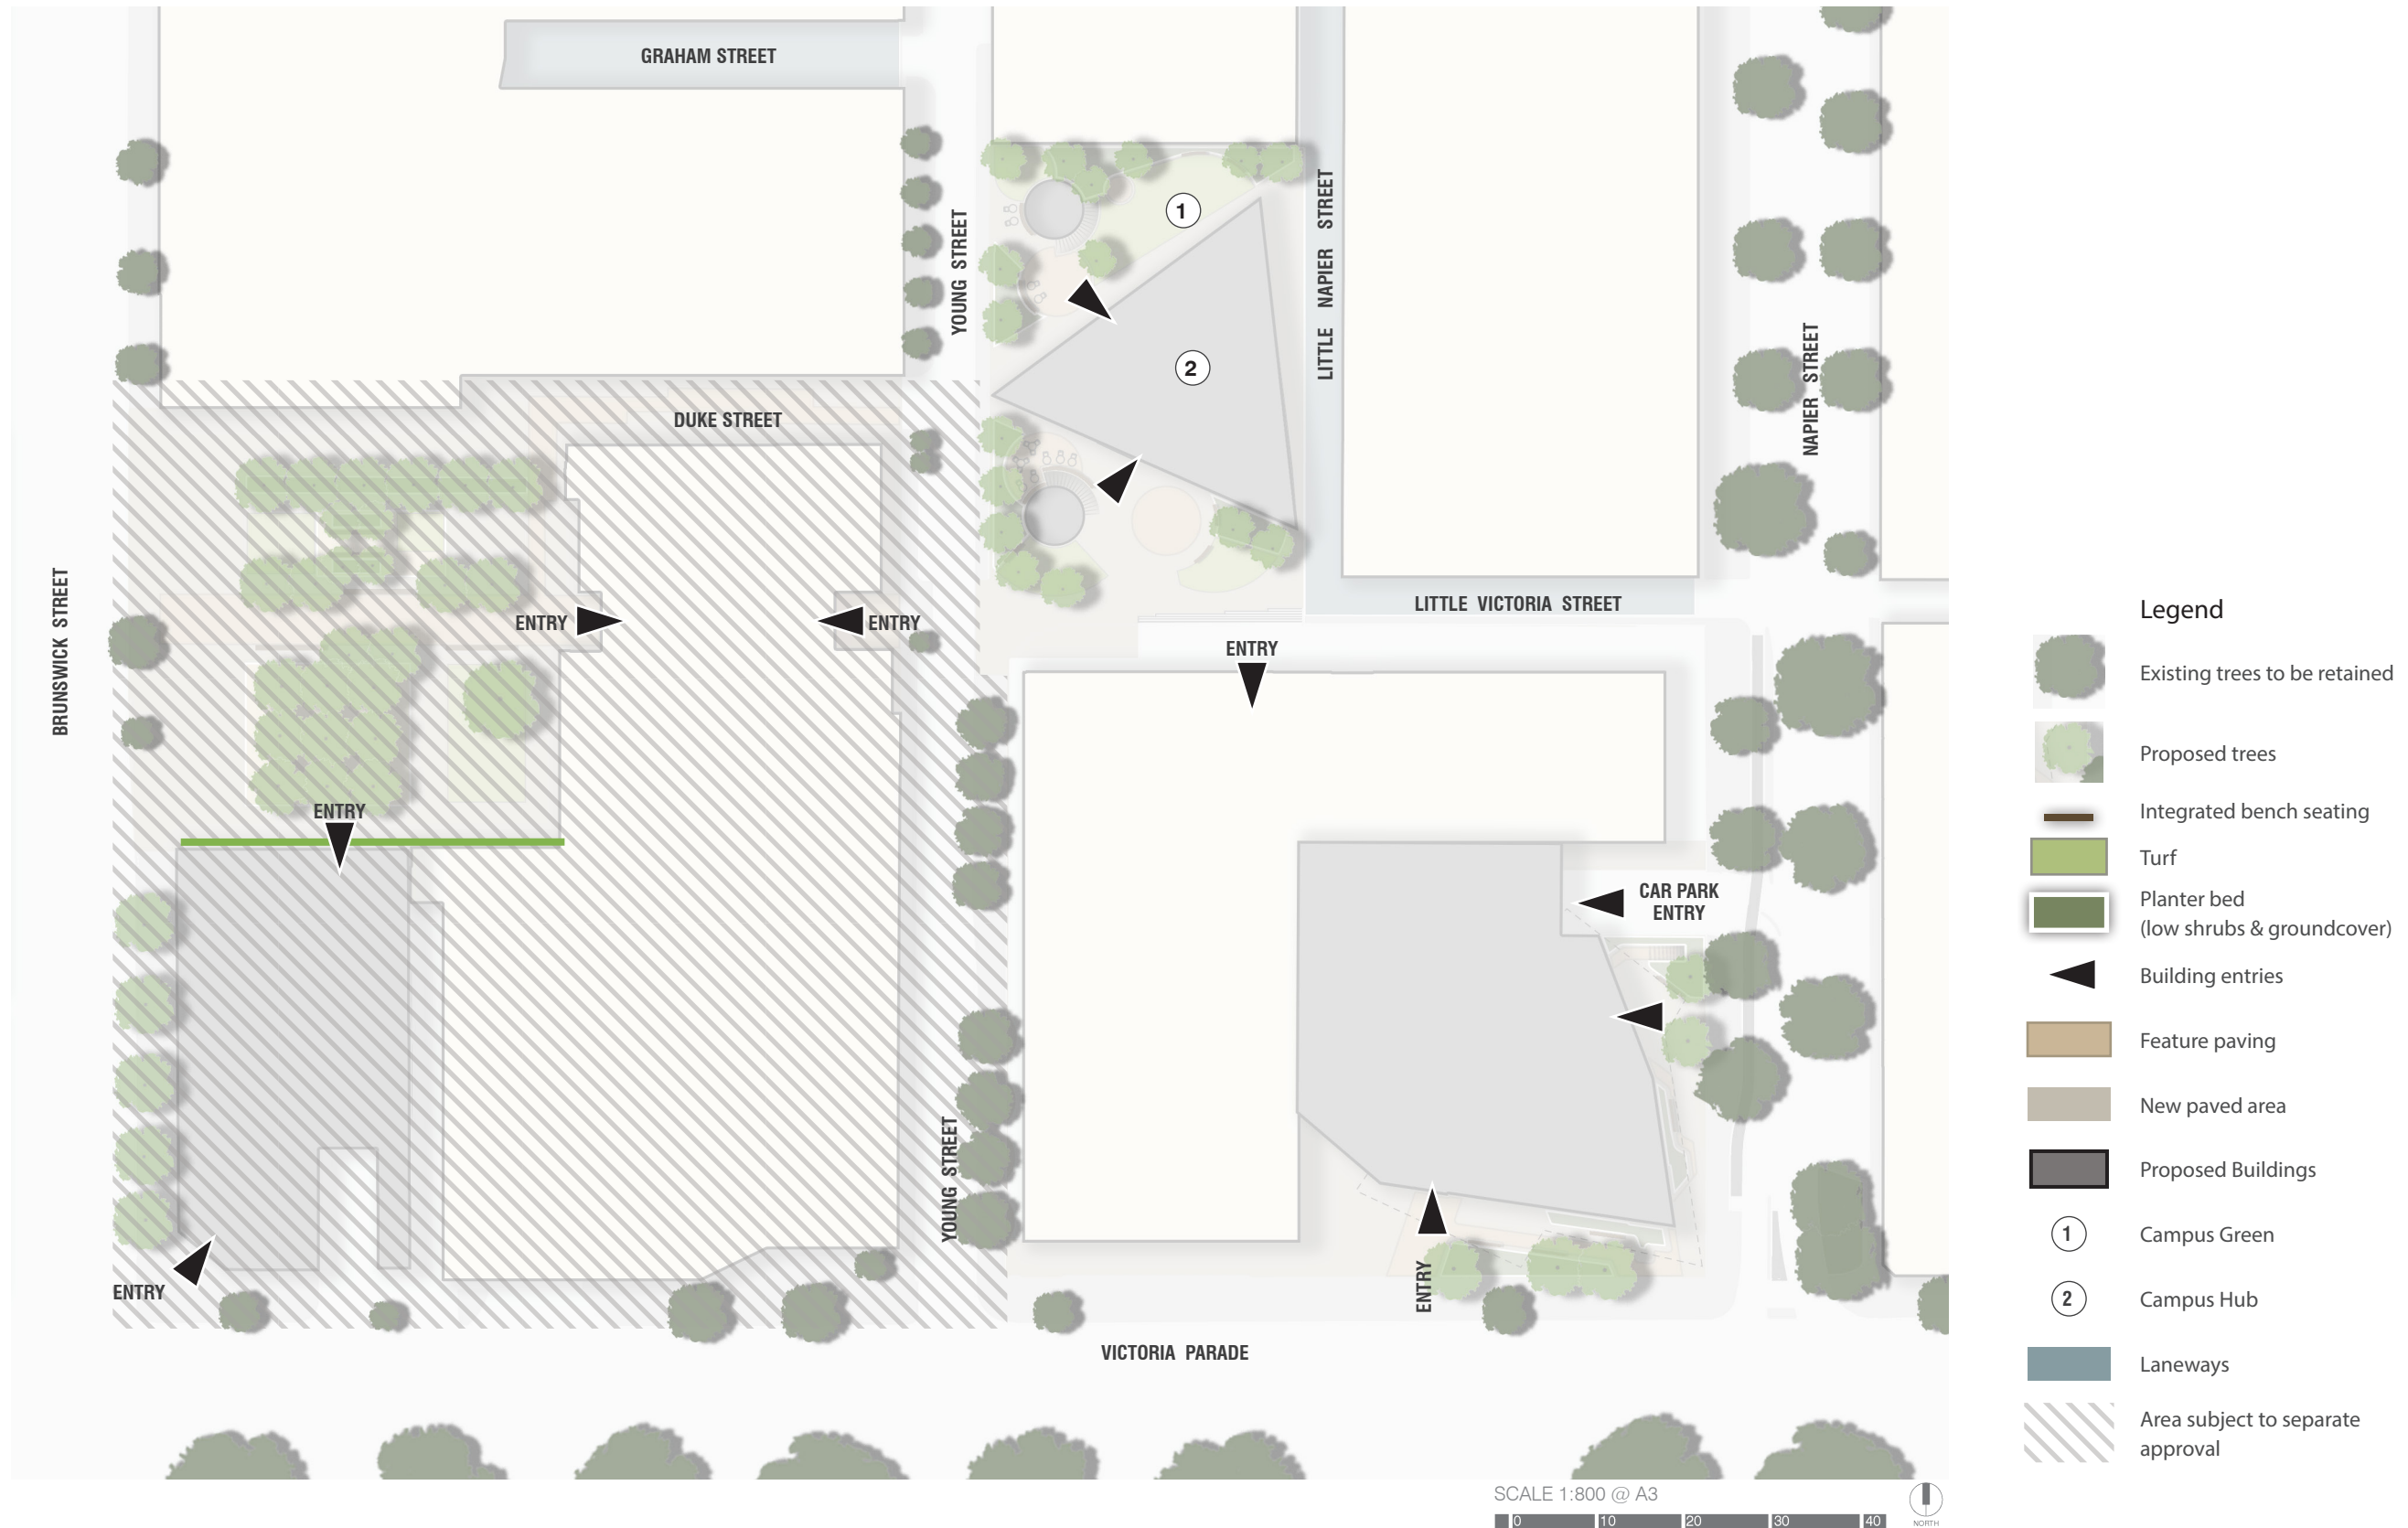 GRAHAM STREET
YOUNG STREET
1
LITTLE NAPIER STREET
2
NAPIER STREET
DUKE STREET
BRUNSWICK STREET
ENTRY
ENTRY
LITTLE VICTORIA STREET
ENTRY
ENTRY
CAR PARK
ENTRY
YOUNG STREET
ENTRY
ENTRY
VICTORIA PARADE
Legend
Existing trees to be retained
Proposed trees
Integrated bench seating
Turf
Planter bed
(low shrubs & groundcover)
Building entries
Feature paving
New paved area
Proposed Buildings
1 Campus Green
2 Campus Hub
Laneways
Area subject to separate
approval
SCALE 1:800 @ A3
0 10 20 30 40
NORTH